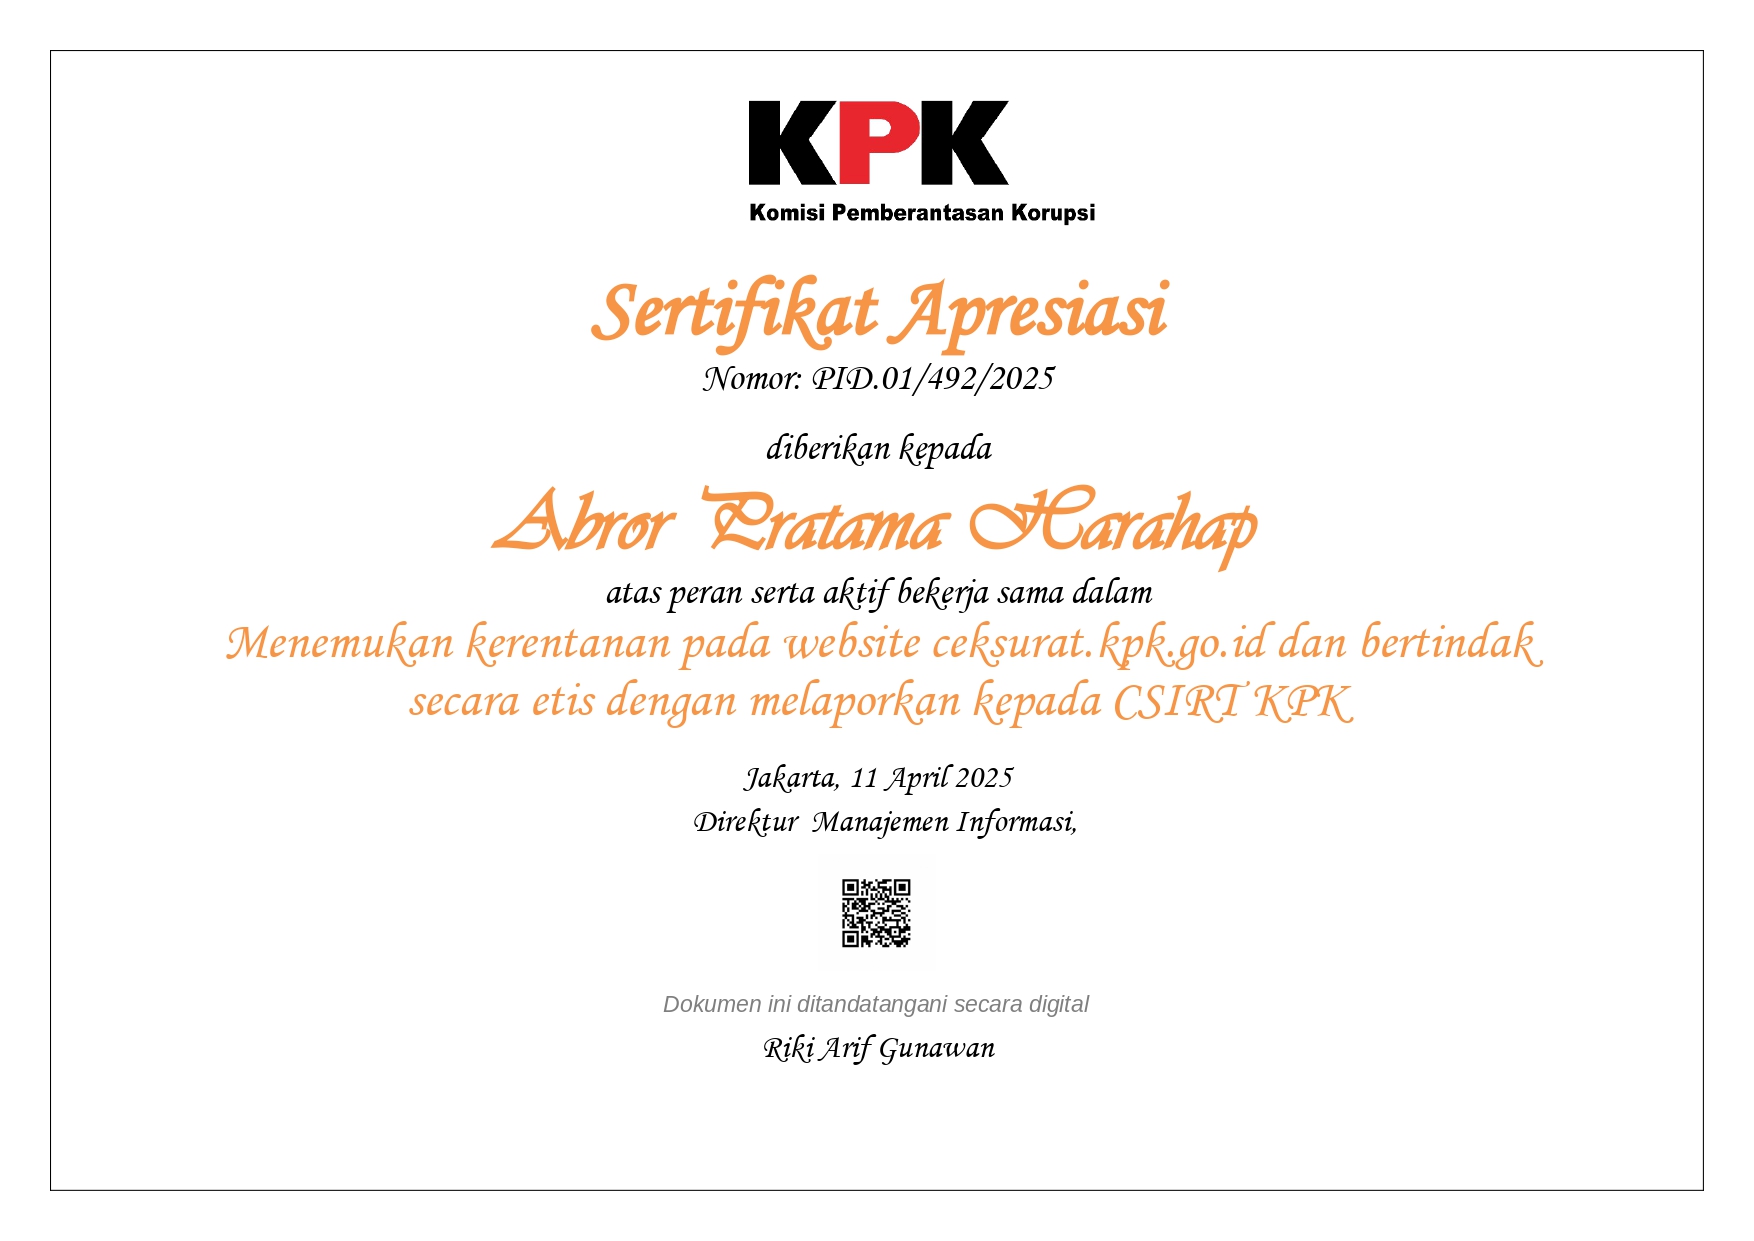 KPK
Komisi Pemberantasan Korupsi
Sertifikat Apresiasi
Nomor: PID.01/492/2025
diberikan kepada
Abror Pratama Harahap
atas peran serta aktif bekerja sama dalam
Menemukan kerentanan pada website ceksurat.kpk.go.id dan bertindak
secara etis dengan melaporkan kepada CSIRT KPK
Jakarta, 11 April 2025
Direktur Manajemen Informasi,
Dokumen ini ditandatangani secara digital
Riki Arif Gunawan